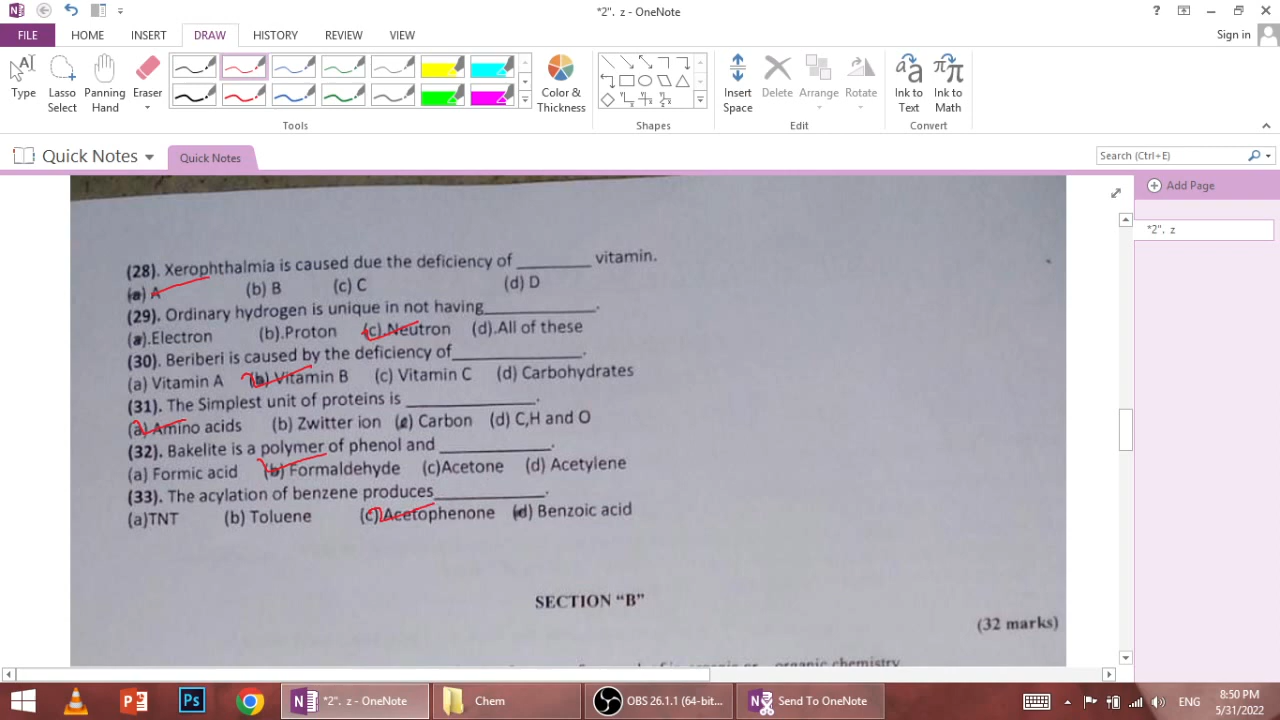 *2". z - OneNote
FILE HOME INSERT DRAW HISTORY REVIEW VIEW
Sign in
Type
Lasso Select
Panning Hand
Eraser
Color & Thickness
Insert Space
Delete
Arrange
Rotate
Ink to Text
Ink to Math
Tools
Shapes
Edit
Convert
Quick Notes
Quick Notes
Search (Ctrl+E)
Add Page
*2". z
(28). Xerophthalmia is caused due the deficiency of ________ vitamin.
(a) A (b) B (c) C (d) D
(29). Ordinary hydrogen is unique in not having____________.
(a).Electron (b).Proton (c).Neutron (d).All of these
(30). Beriberi is caused by the deficiency of______________.
(a) Vitamin A (b) Vitamin B (c) Vitamin C (d) Carbohydrates
(31). The Simplest unit of proteins is ______________.
(a) Amino acids (b) Zwitter ion (c) Carbon (d) C,H and O
(32). Bakelite is a polymer of phenol and ____________.
(a) Formic acid (b) Formaldehyde (c)Acetone (d) Acetylene
(33). The acylation of benzene produces____________.
(a)TNT (b) Toluene (c) Acetophenone (d) Benzoic acid
SECTION "B"
(32 marks)
organic chemistry
*2". z - OneNote
Chem
OBS 26.1.1 (64-bit...
Send To OneNote
ENG
8:50 PM
5/31/2022